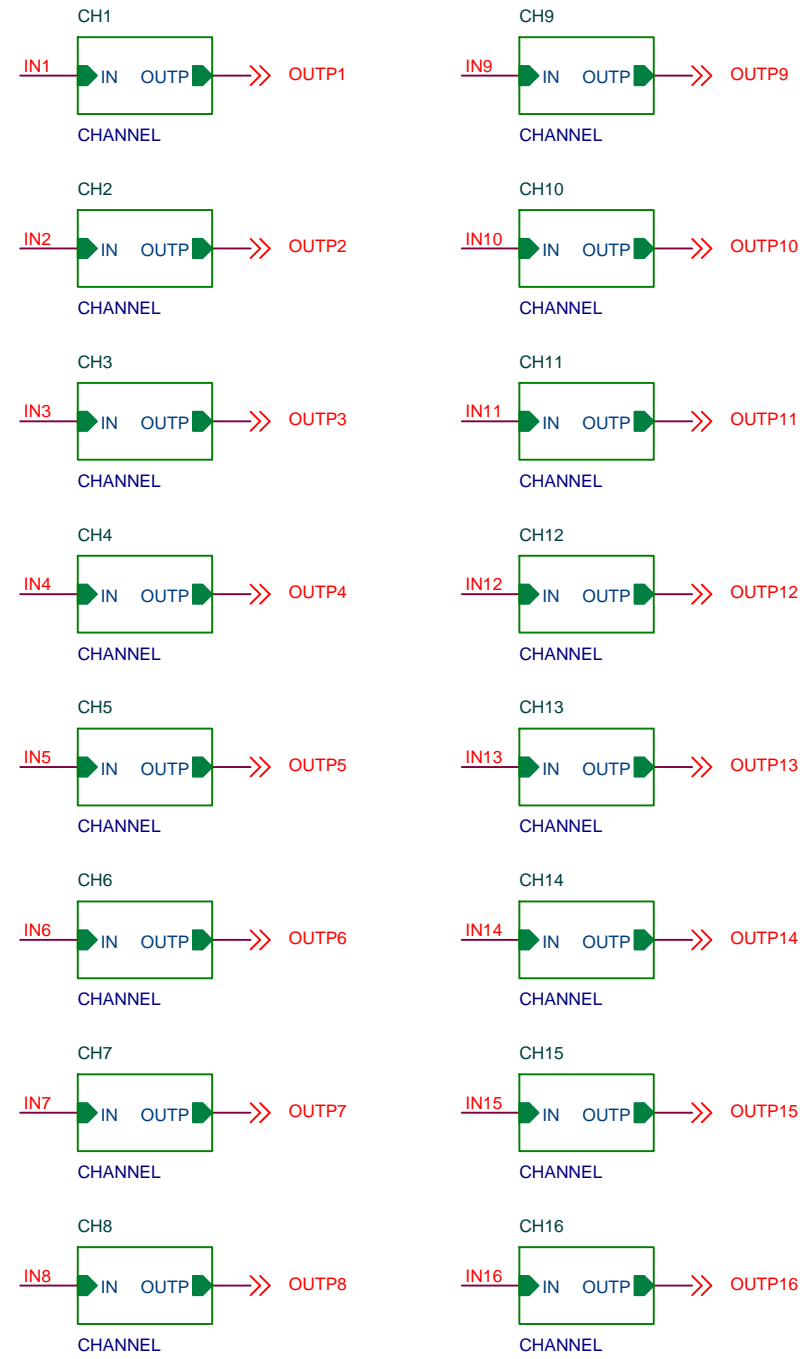 CH1
IN1
IN OUTP
OUTP1
CHANNEL
CH2
IN2
IN OUTP
OUTP2
CHANNEL
CH3
IN3
IN OUTP
OUTP3
CHANNEL
CH4
IN4
IN OUTP
OUTP4
CHANNEL
CH5
IN5
IN OUTP
OUTP5
CHANNEL
CH6
IN6
IN OUTP
OUTP6
CHANNEL
CH7
IN7
IN OUTP
OUTP7
CHANNEL
CH8
IN8
IN OUTP
OUTP8
CHANNEL
CH9
IN9
IN OUTP
OUTP9
CHANNEL
CH10
IN10
IN OUTP
OUTP10
CHANNEL
CH11
IN11
IN OUTP
OUTP11
CHANNEL
CH12
IN12
IN OUTP
OUTP12
CHANNEL
CH13
IN13
IN OUTP
OUTP13
CHANNEL
CH14
IN14
IN OUTP
OUTP14
CHANNEL
CH15
IN15
IN OUTP
OUTP15
CHANNEL
CH16
IN16
IN OUTP
OUTP16
CHANNEL